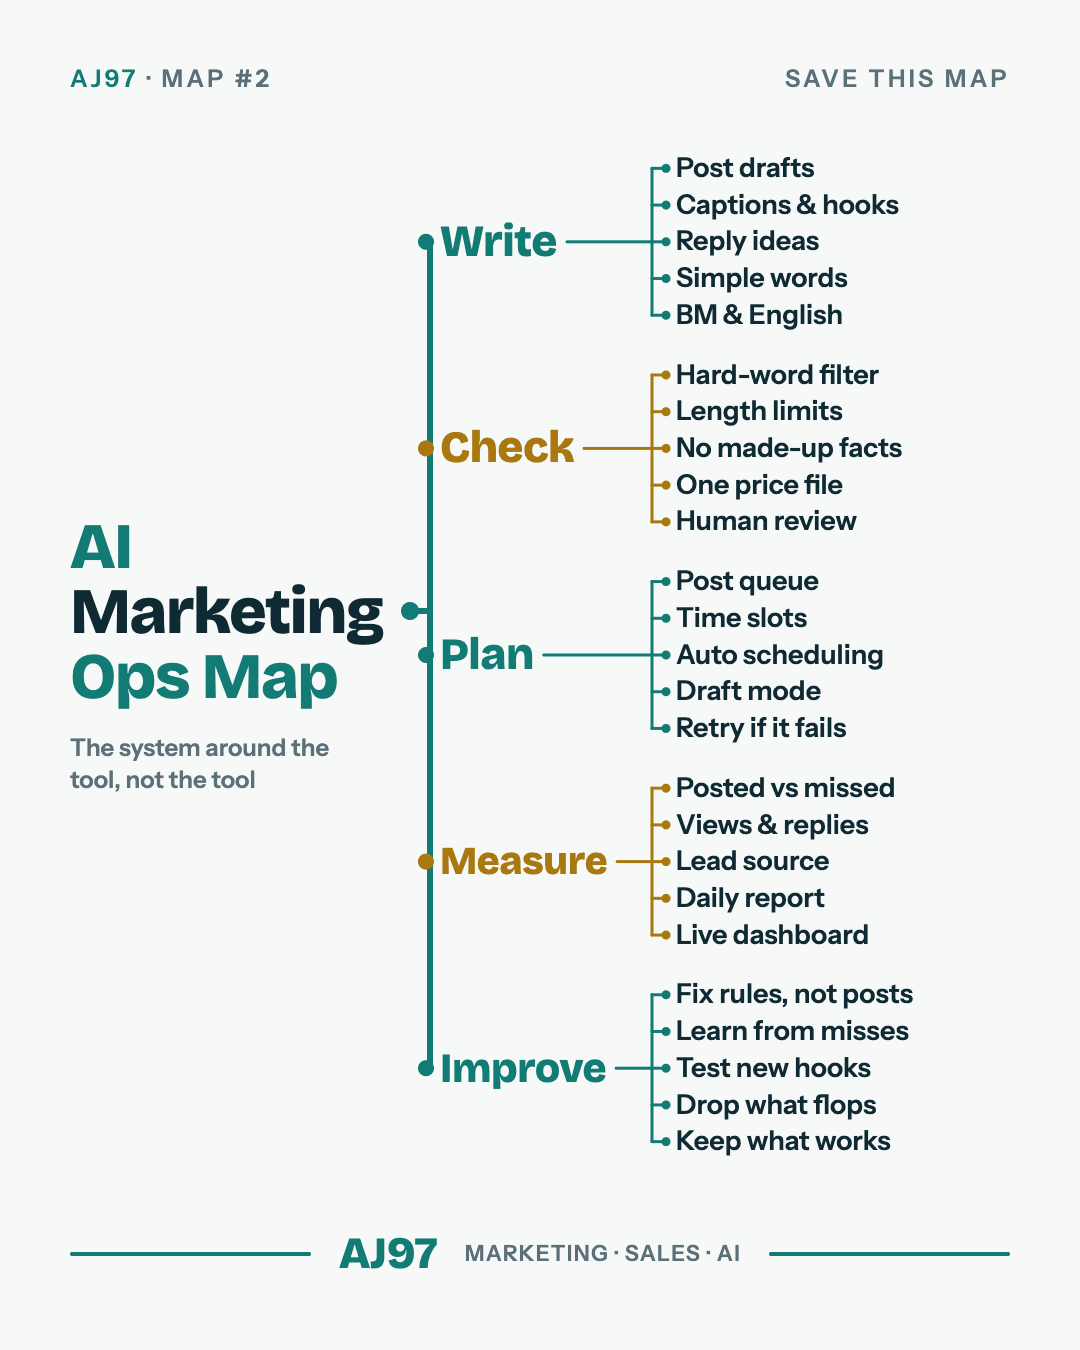 AJ97 · MAP #2
SAVE THIS MAP
AI
Marketing
Ops Map
The system around the
tool, not the tool
Write
Post drafts
Captions & hooks
Reply ideas
Simple words
BM & English
Check
Hard-word filter
Length limits
No made-up facts
One price file
Human review
Plan
Post queue
Time slots
Auto scheduling
Draft mode
Retry if it fails
Measure
Posted vs missed
Views & replies
Lead source
Daily report
Live dashboard
Improve
Fix rules, not posts
Learn from misses
Test new hooks
Drop what flops
Keep what works
AJ97 MARKETING · SALES · AI